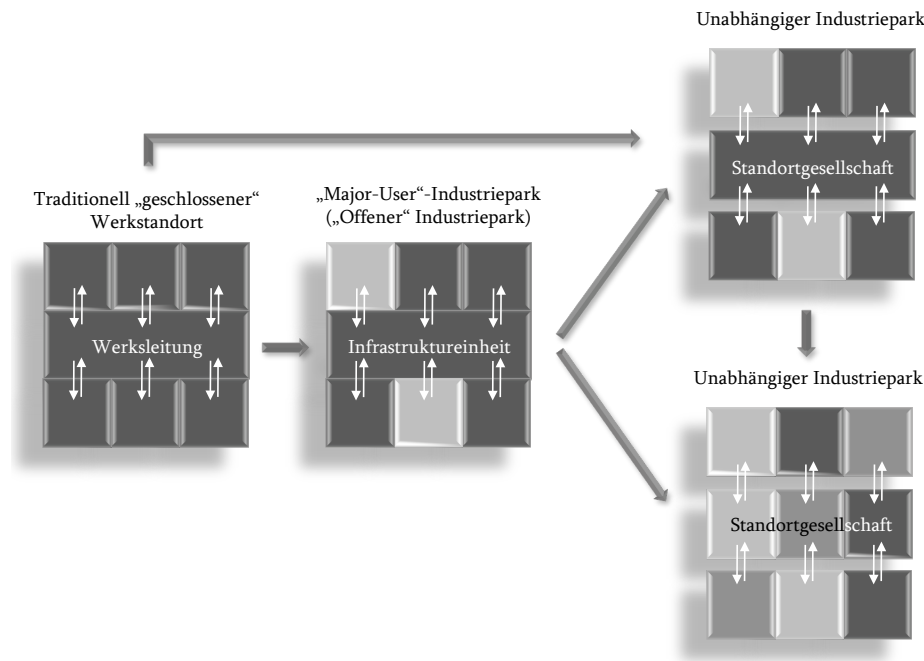 Unabhängiger Industriepark
Standortgesellschaft
Traditionell „geschlossener“
Werkstandort
„Major-User“-Industriepark
(„Offener“ Industriepark)
Werksleitung
Infrastruktureinheit
Unabhängiger Industriepark
Standortgesellschaft